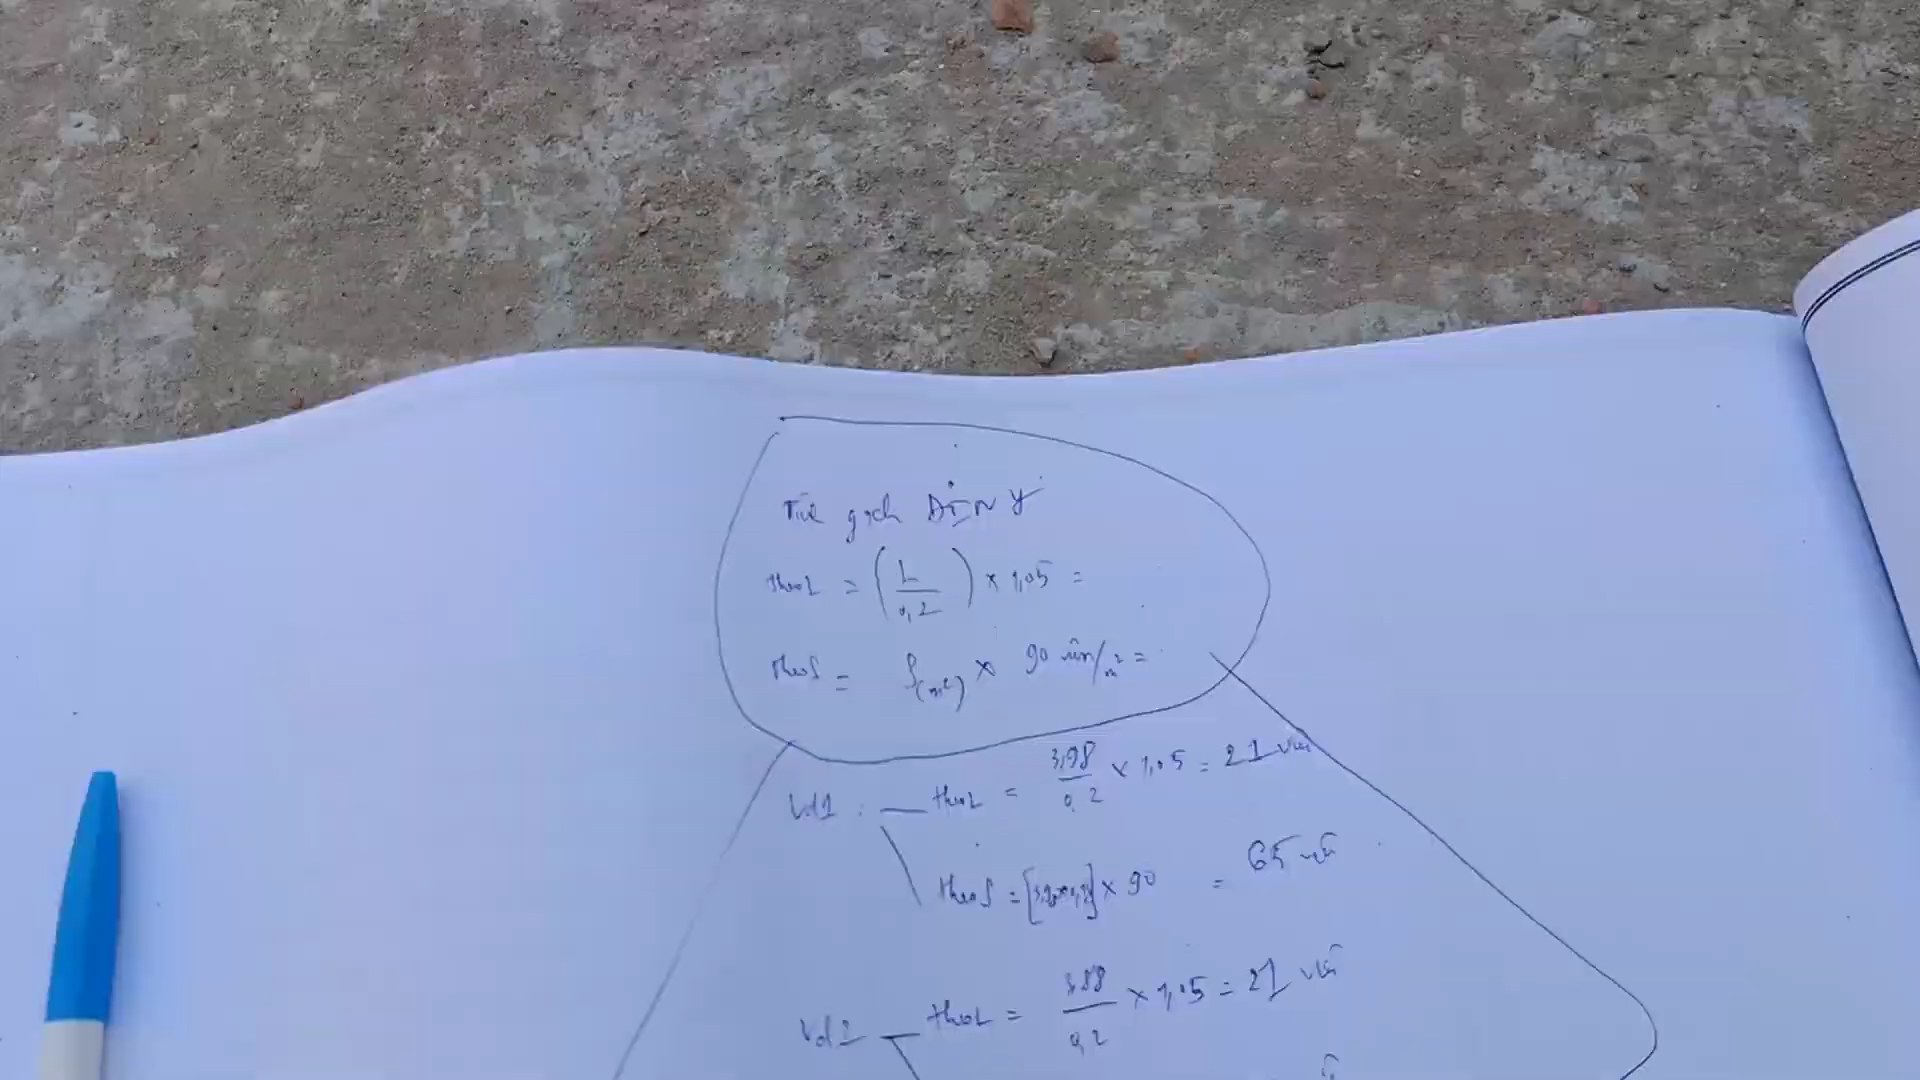 gạch ĐINY
theo L = (L / 0,2) × 1,05 =
theo S = S(m²) × 90 viên/m² =
Vd1 : theo L = 3,98 / 0,2 × 1,05 = 21 viên
theo S = [ ] × 90 = 65 viên
Vd2 theo L = 3,88 / 0,2 × 1,05 = 21 viên